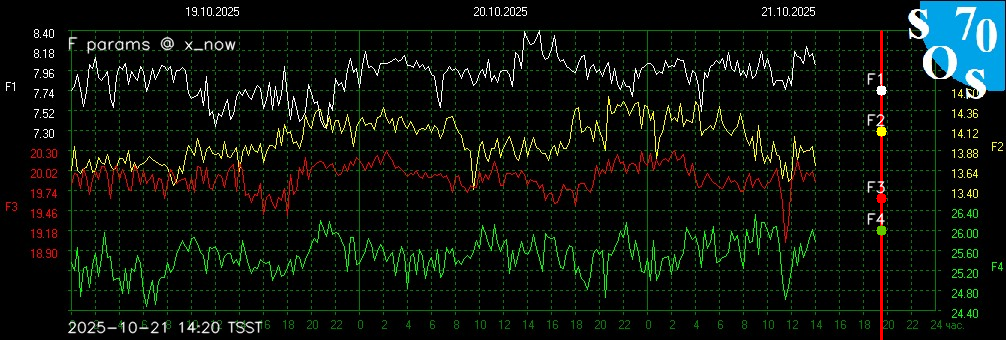 19.10.2025 20.10.2025 21.10.2025
S 70
O
S
F params @ x_now
8.40
8.18
7.96
7.74
7.52
7.30
F1
20.30
20.02
19.74
19.46
19.18
18.90
F3
F1
F2
F3
F4
14.36
14.12
13.88
13.64
13.40
F2
26.40
26.00
25.60
25.20
24.80
24.40
F4
2025-10-21 14:20 TSST
16 18 20 22 0 2 4 6 8 10 12 14 16 18 20 22 0 2 4 6 8 10 12 14 16 18 20 22 24 час.